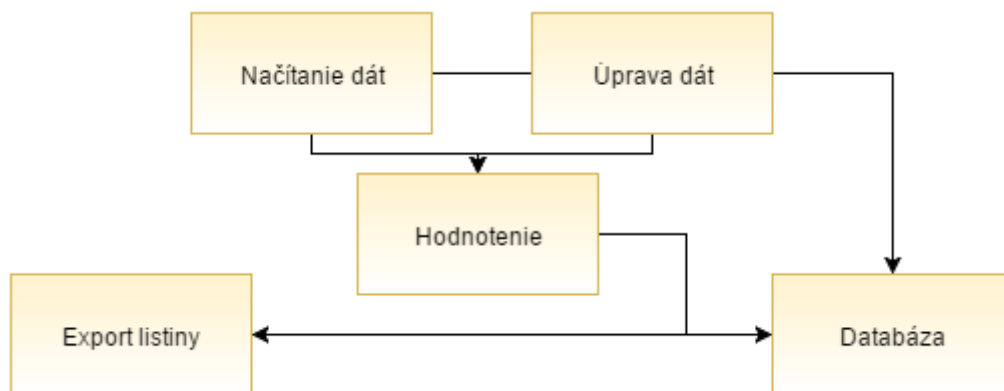 Načítanie dát
Úprava dát
Hodnotenie
Export listiny
Databáza